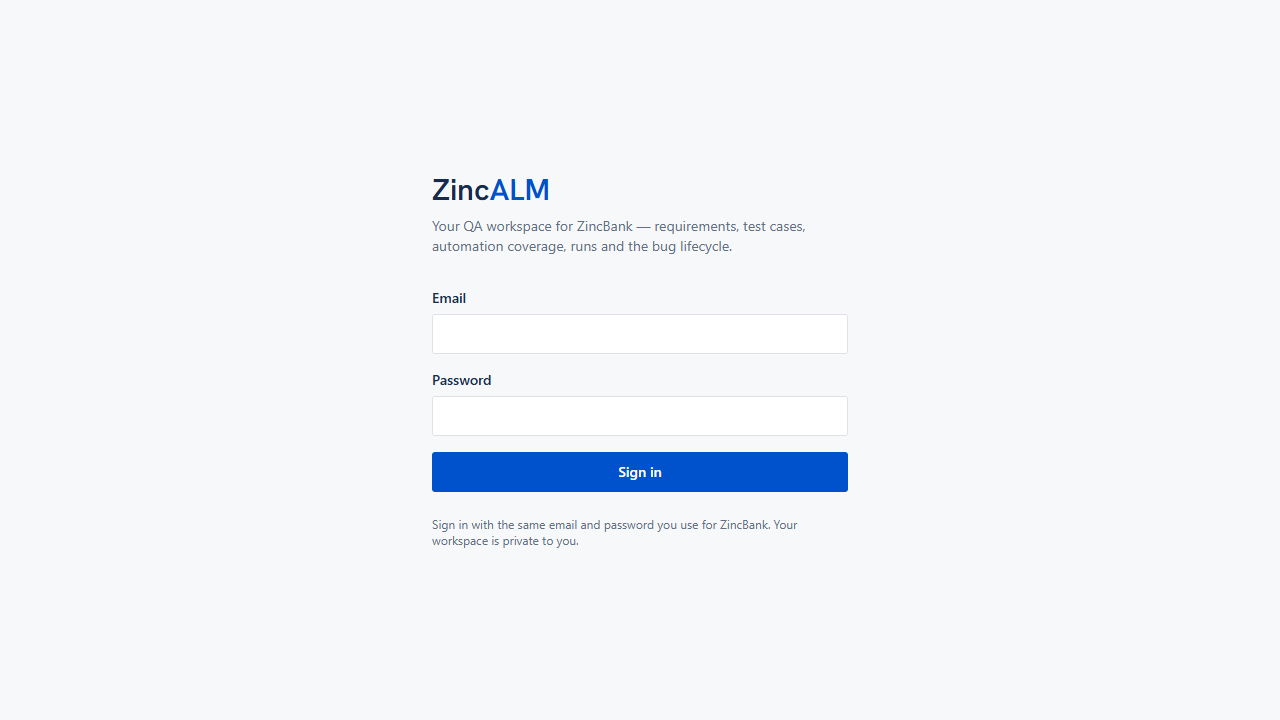 ZincALM
Your QA workspace for ZincBank — requirements, test cases,
automation coverage, runs and the bug lifecycle.
Email
Password
Sign in
Sign in with the same email and password you use for ZincBank. Your
workspace is private to you.